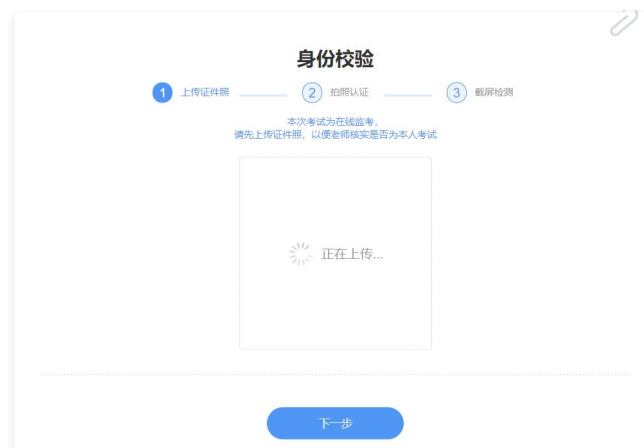 身份校验
1 上传证件照 2 拍照认证 3 截屏检测
本次考试为在线监考，
请先上传证件照，以便老师核实是否为本人考试
正在上传...
下一步